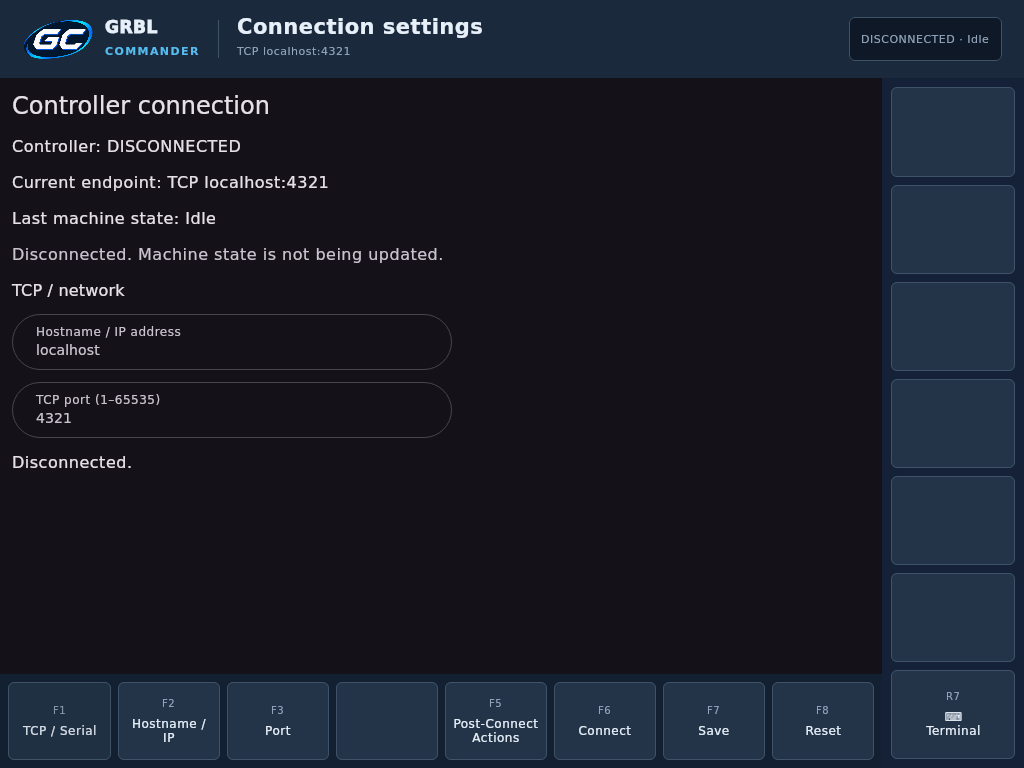 GC
GRBL
COMMANDER
Connection settings
TCP localhost:4321
DISCONNECTED · Idle
Controller connection
Controller: DISCONNECTED
Current endpoint: TCP localhost:4321
Last machine state: Idle
Disconnected. Machine state is not being updated.
TCP / network
Hostname / IP address
localhost
TCP port (1–65535)
4321
Disconnected.
F1
TCP / Serial
F2
Hostname /
IP
F3
Port
F5
Post-Connect
Actions
F6
Connect
F7
Save
F8
Reset
R7
⌨
Terminal